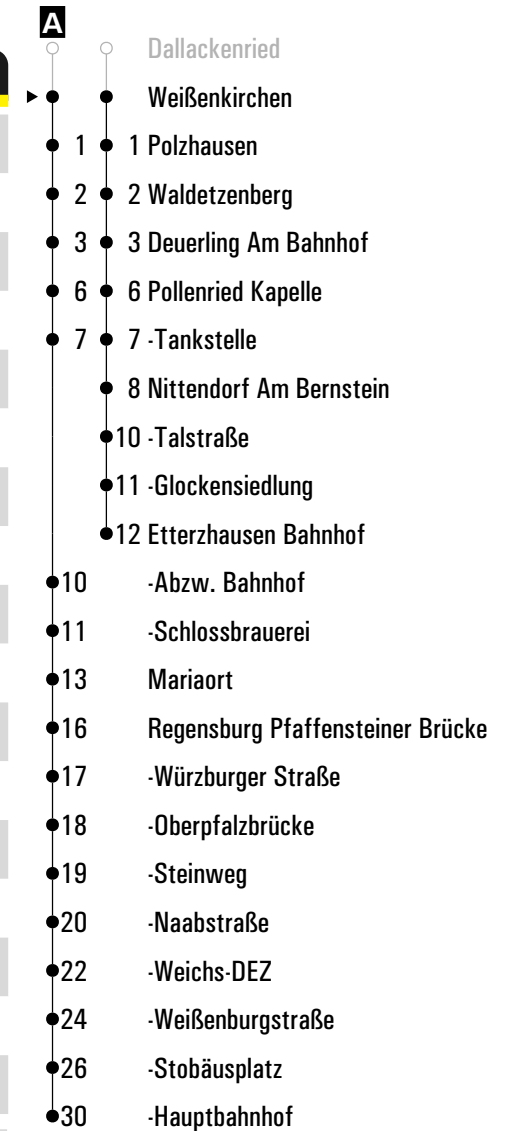 A
Dallackenried
Weißenkirchen
1 1 Polzhausen
2 2 Waldetzenberg
3 3 Deuerling Am Bahnhof
6 6 Pollenried Kapelle
7 7 -Tankstelle
8 Nittendorf Am Bernstein
10 -Talstraße
11 -Glockensiedlung
12 Etterzhausen Bahnhof
10 -Abzw. Bahnhof
11 -Schlossbrauerei
13 Mariaort
16 Regensburg Pfaffensteiner Brücke
17 -Würzburger Straße
18 -Oberpfalzbrücke
19 -Steinweg
20 -Naabstraße
22 -Weichs-DEZ
24 -Weißenburgstraße
26 -Stobäusplatz
30 -Hauptbahnhof